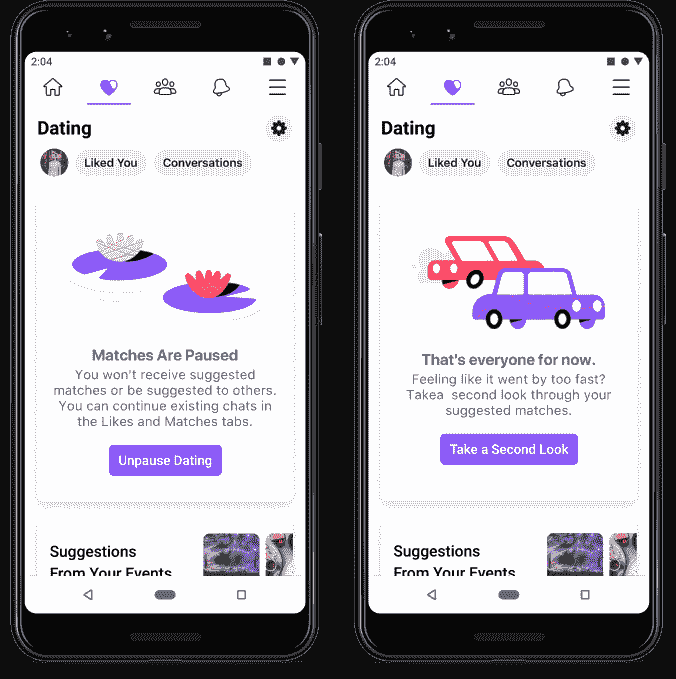 2:04
Dating
Liked You
Conversations
Matches Are Paused
You won't receive suggested
matches or be suggested to others.
You can continue existing chats in
the Likes and Matches tabs.
Unpause Dating
Suggestions
From Your Events
2:04
Dating
Liked You
Conversations
That's everyone for now.
Feeling like it went by too fast?
Takea  second look through your
suggested matches.
Take a Second Look
Suggestions
From Your Events